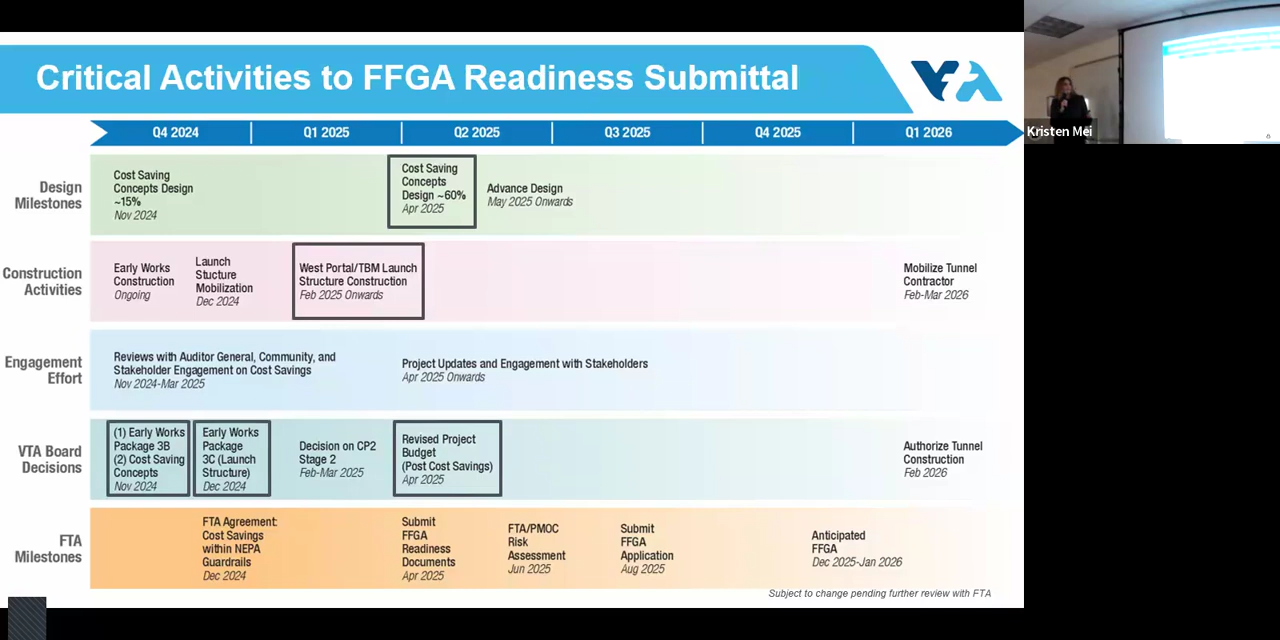 Critical Activities to FFGA Readiness Submittal
VTA
Kristen Mei
Q4 2024
Q1 2025
Q2 2025
Q3 2025
Q4 2025
Q1 2026
Design
Milestones
Cost Saving
Concepts Design
~15%
Nov 2024
Cost Saving
Concepts
Design ~60%
Apr 2025
Advance Design
May 2025 Onwards
Construction
Activities
Early Works
Construction
Ongoing
Launch
Stucture
Mobilization
Dec 2024
West Portal/TBM Launch
Structure Construction
Feb 2025 Onwards
Mobilize Tunnel
Contractor
Feb-Mar 2026
Engagement
Effort
Reviews with Auditor General, Community, and
Stakeholder Engagement on Cost Savings
Nov 2024-Mar 2025
Project Updates and Engagement with Stakeholders
Apr 2025 Onwards
VTA Board
Decisions
(1) Early Works
Package 3B
(2) Cost Saving
Concepts
Nov 2024
Early Works
Package
3C (Launch
Structure)
Dec 2024
Decision on CP2
Stage 2
Feb-Mar 2025
Revised Project
Budget
(Post Cost Savings)
Apr 2025
Authorize Tunnel
Construction
Feb 2026
FTA
Milestones
FTA Agreement:
Cost Savings
within NEPA
Guardrails
Dec 2024
Submit
FFGA
Readiness
Documents
Apr 2025
FTA/PMOC
Risk
Assessment
Jun 2025
Submit
FFGA
Application
Aug 2025
Anticipated
FFGA
Dec 2025-Jan 2026
Subject to change pending further review with FTA